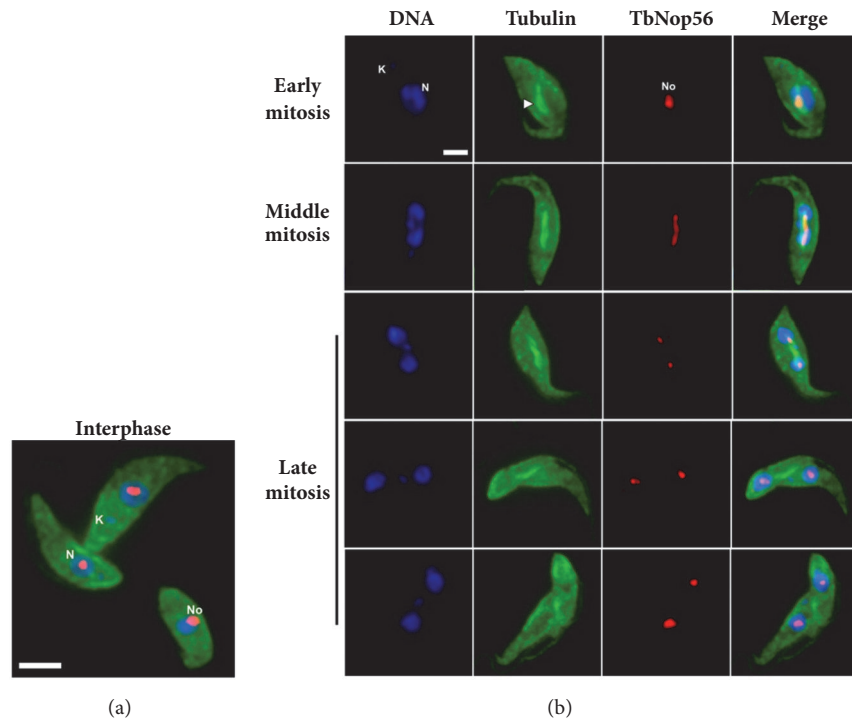 DNA Tubulin TbNop56 Merge
Early
mitosis
K
N
No
Middle
mitosis
Late
mitosis
Interphase
K
N
No
(a) (b)